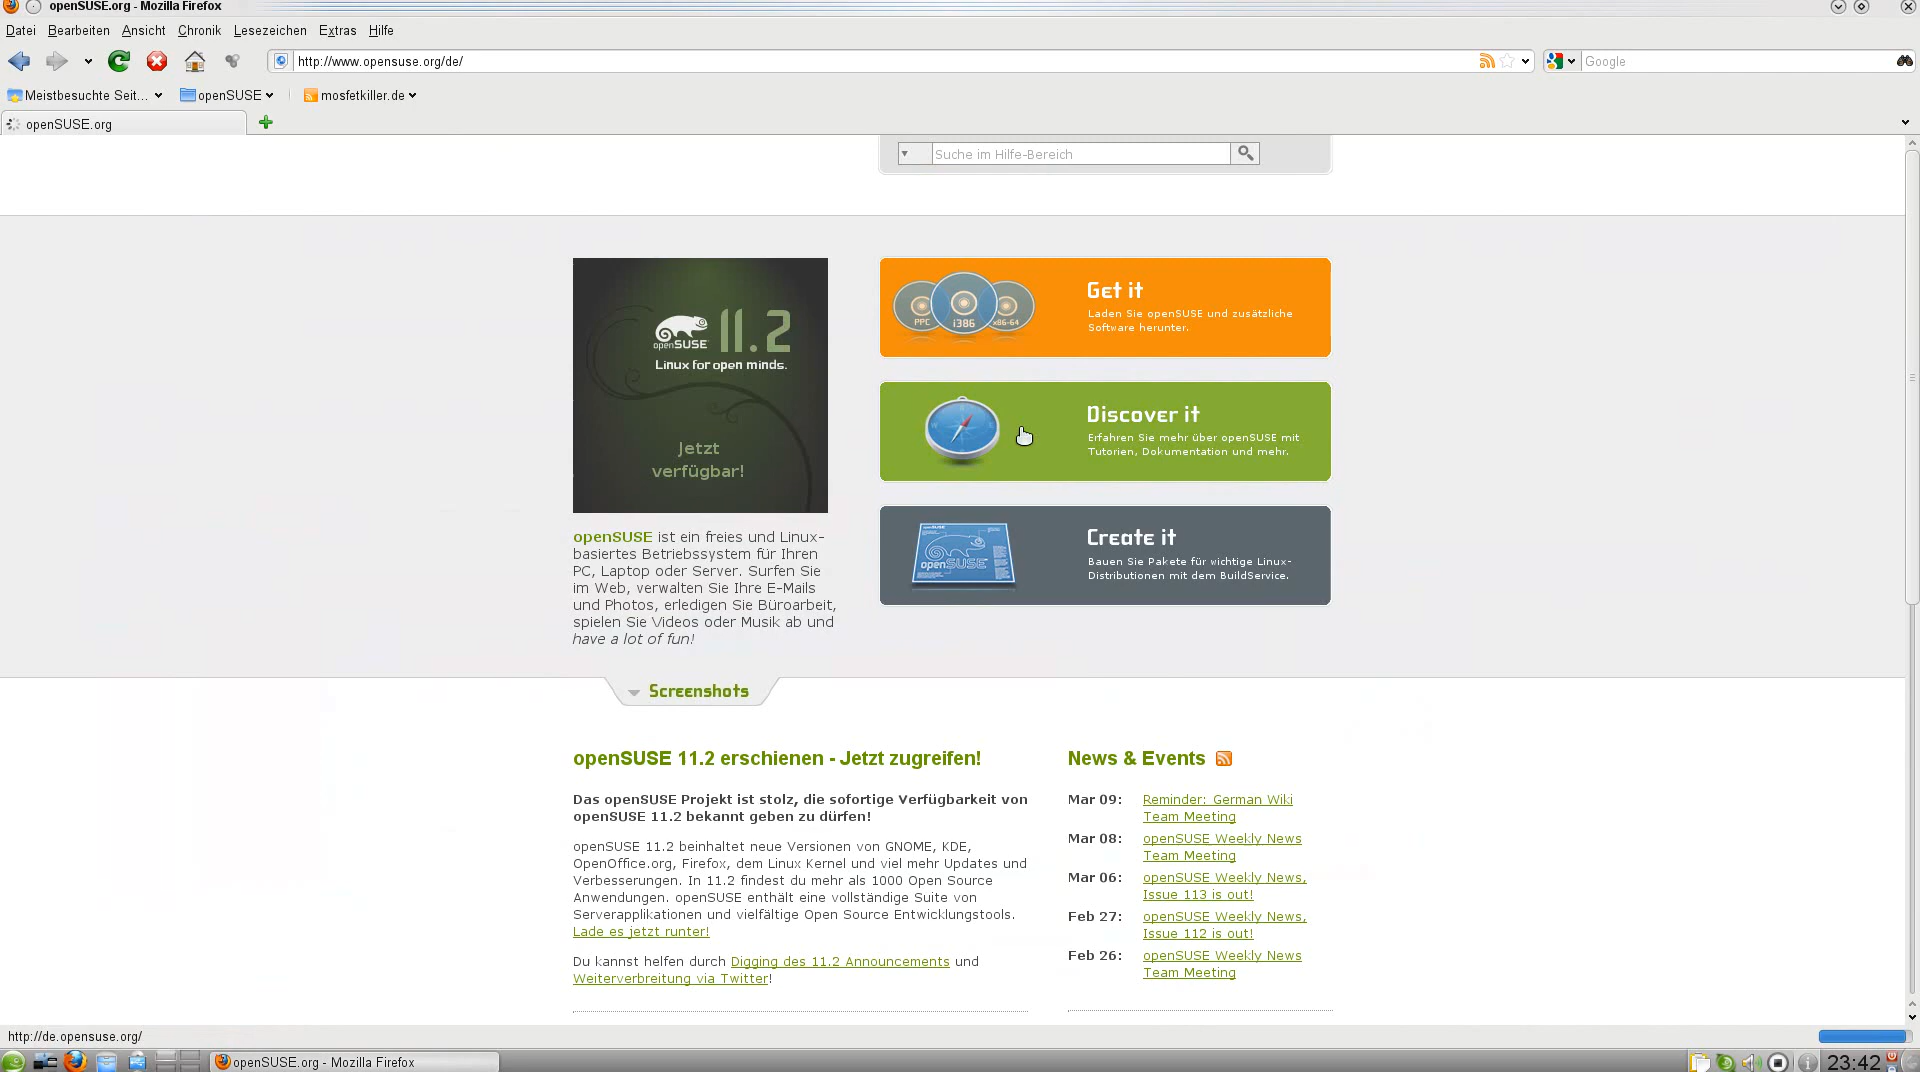 openSUSE.org - Mozilla Firefox
Datei Bearbeiten Ansicht Chronik Lesezeichen Extras Hilfe
http://www.opensuse.org/de/
Google
Meistbesuchte Seit... openSUSE mosfetkiller.de
openSUSE.org
Suche im Hilfe-Bereich
openSUSE 11.2
Linux for open minds.
Jetzt
verfügbar!
openSUSE ist ein freies und Linux-
basiertes Betriebssystem für Ihren
PC, Laptop oder Server. Surfen Sie
im Web, verwalten Sie Ihre E-Mails
und Photos, erledigen Sie Büroarbeit,
spielen Sie Videos oder Musik ab und
have a lot of fun!
PPC i386 x86-64
Get it
Laden Sie openSUSE und zusätzliche
Software herunter.
Discover it
Erfahren Sie mehr über openSUSE mit
Tutorien, Dokumentation und mehr.
openSUSE
Create it
Bauen Sie Pakete für wichtige Linux-
Distributionen mit dem BuildService.
Screenshots
openSUSE 11.2 erschienen - Jetzt zugreifen!
Das openSUSE Projekt ist stolz, die sofortige Verfügbarkeit von
openSUSE 11.2 bekannt geben zu dürfen!
openSUSE 11.2 beinhaltet neue Versionen von GNOME, KDE,
OpenOffice.org, Firefox, dem Linux Kernel und viel mehr Updates und
Verbesserungen. In 11.2 findest du mehr als 1000 Open Source
Anwendungen. openSUSE enthält eine vollständige Suite von
Serverapplikationen und vielfältige Open Source Entwicklungstools.
Lade es jetzt runter!
Du kannst helfen durch Digging des 11.2 Announcements und
Weiterverbreitung via Twitter!
News & Events
Mar 09: Reminder: German Wiki
Team Meeting
Mar 08: openSUSE Weekly News
Team Meeting
Mar 06: openSUSE Weekly News,
Issue 113 is out!
Feb 27: openSUSE Weekly News,
Issue 112 is out!
Feb 26: openSUSE Weekly News
Team Meeting
http://de.opensuse.org/
openSUSE.org - Mozilla Firefox
23:42